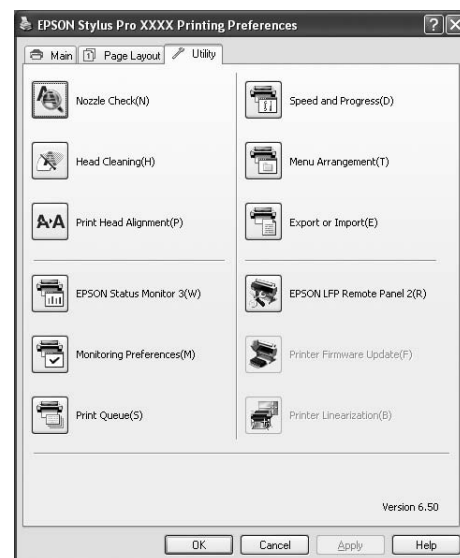 EPSON Stylus Pro XXXX Printing Preferences
Main
Page Layout
Utility
Nozzle Check(N)
Speed and Progress(D)
Head Cleaning(H)
Menu Arrangement(T)
Print Head Alignment(P)
Export or Import(E)
EPSON Status Monitor 3(W)
EPSON LFP Remote Panel 2(R)
Monitoring Preferences(M)
Printer Firmware Update(F)
Print Queue(S)
Printer Linearization(B)
Version 6.50
OK
Cancel
Apply
Help